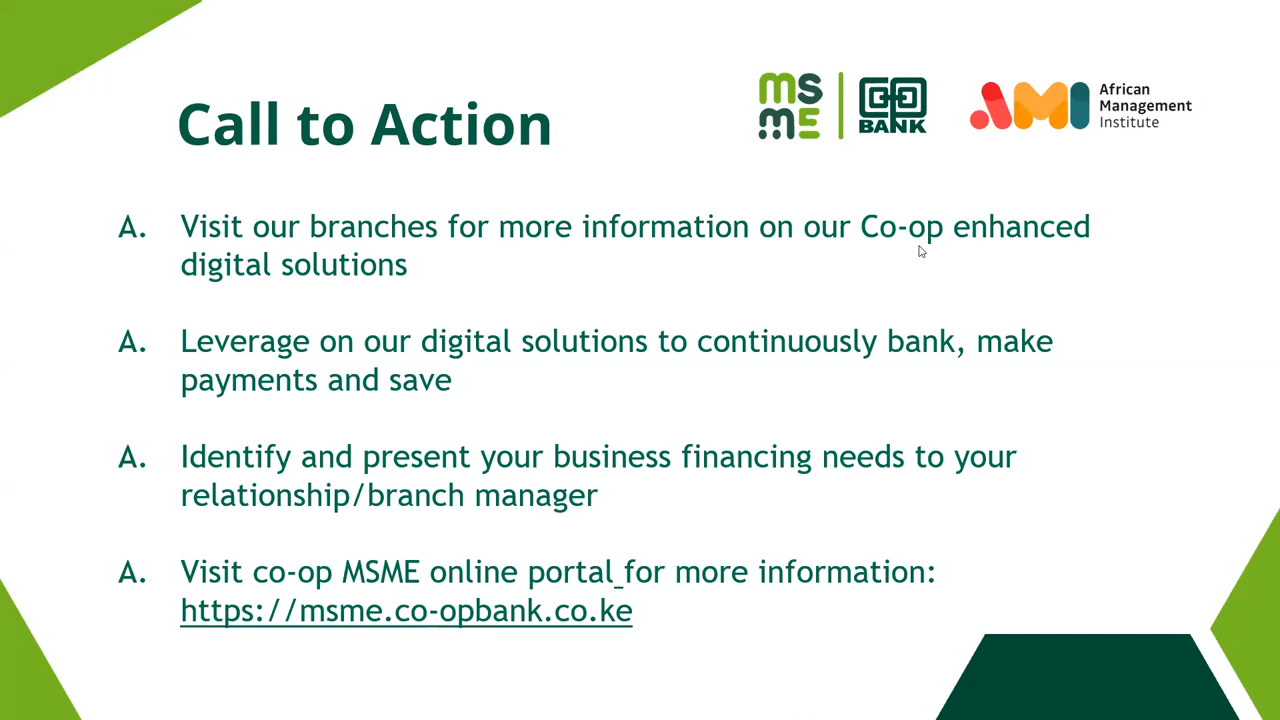 Call to Action
MS
ME
CO-OP
BANK
AMI
African
Management
Institute
A. Visit our branches for more information on our Co-op enhanced
digital solutions
A. Leverage on our digital solutions to continuously bank, make
payments and save
A. Identify and present your business financing needs to your
relationship/branch manager
A. Visit co-op MSME online portal for more information:
https://msme.co-opbank.co.ke